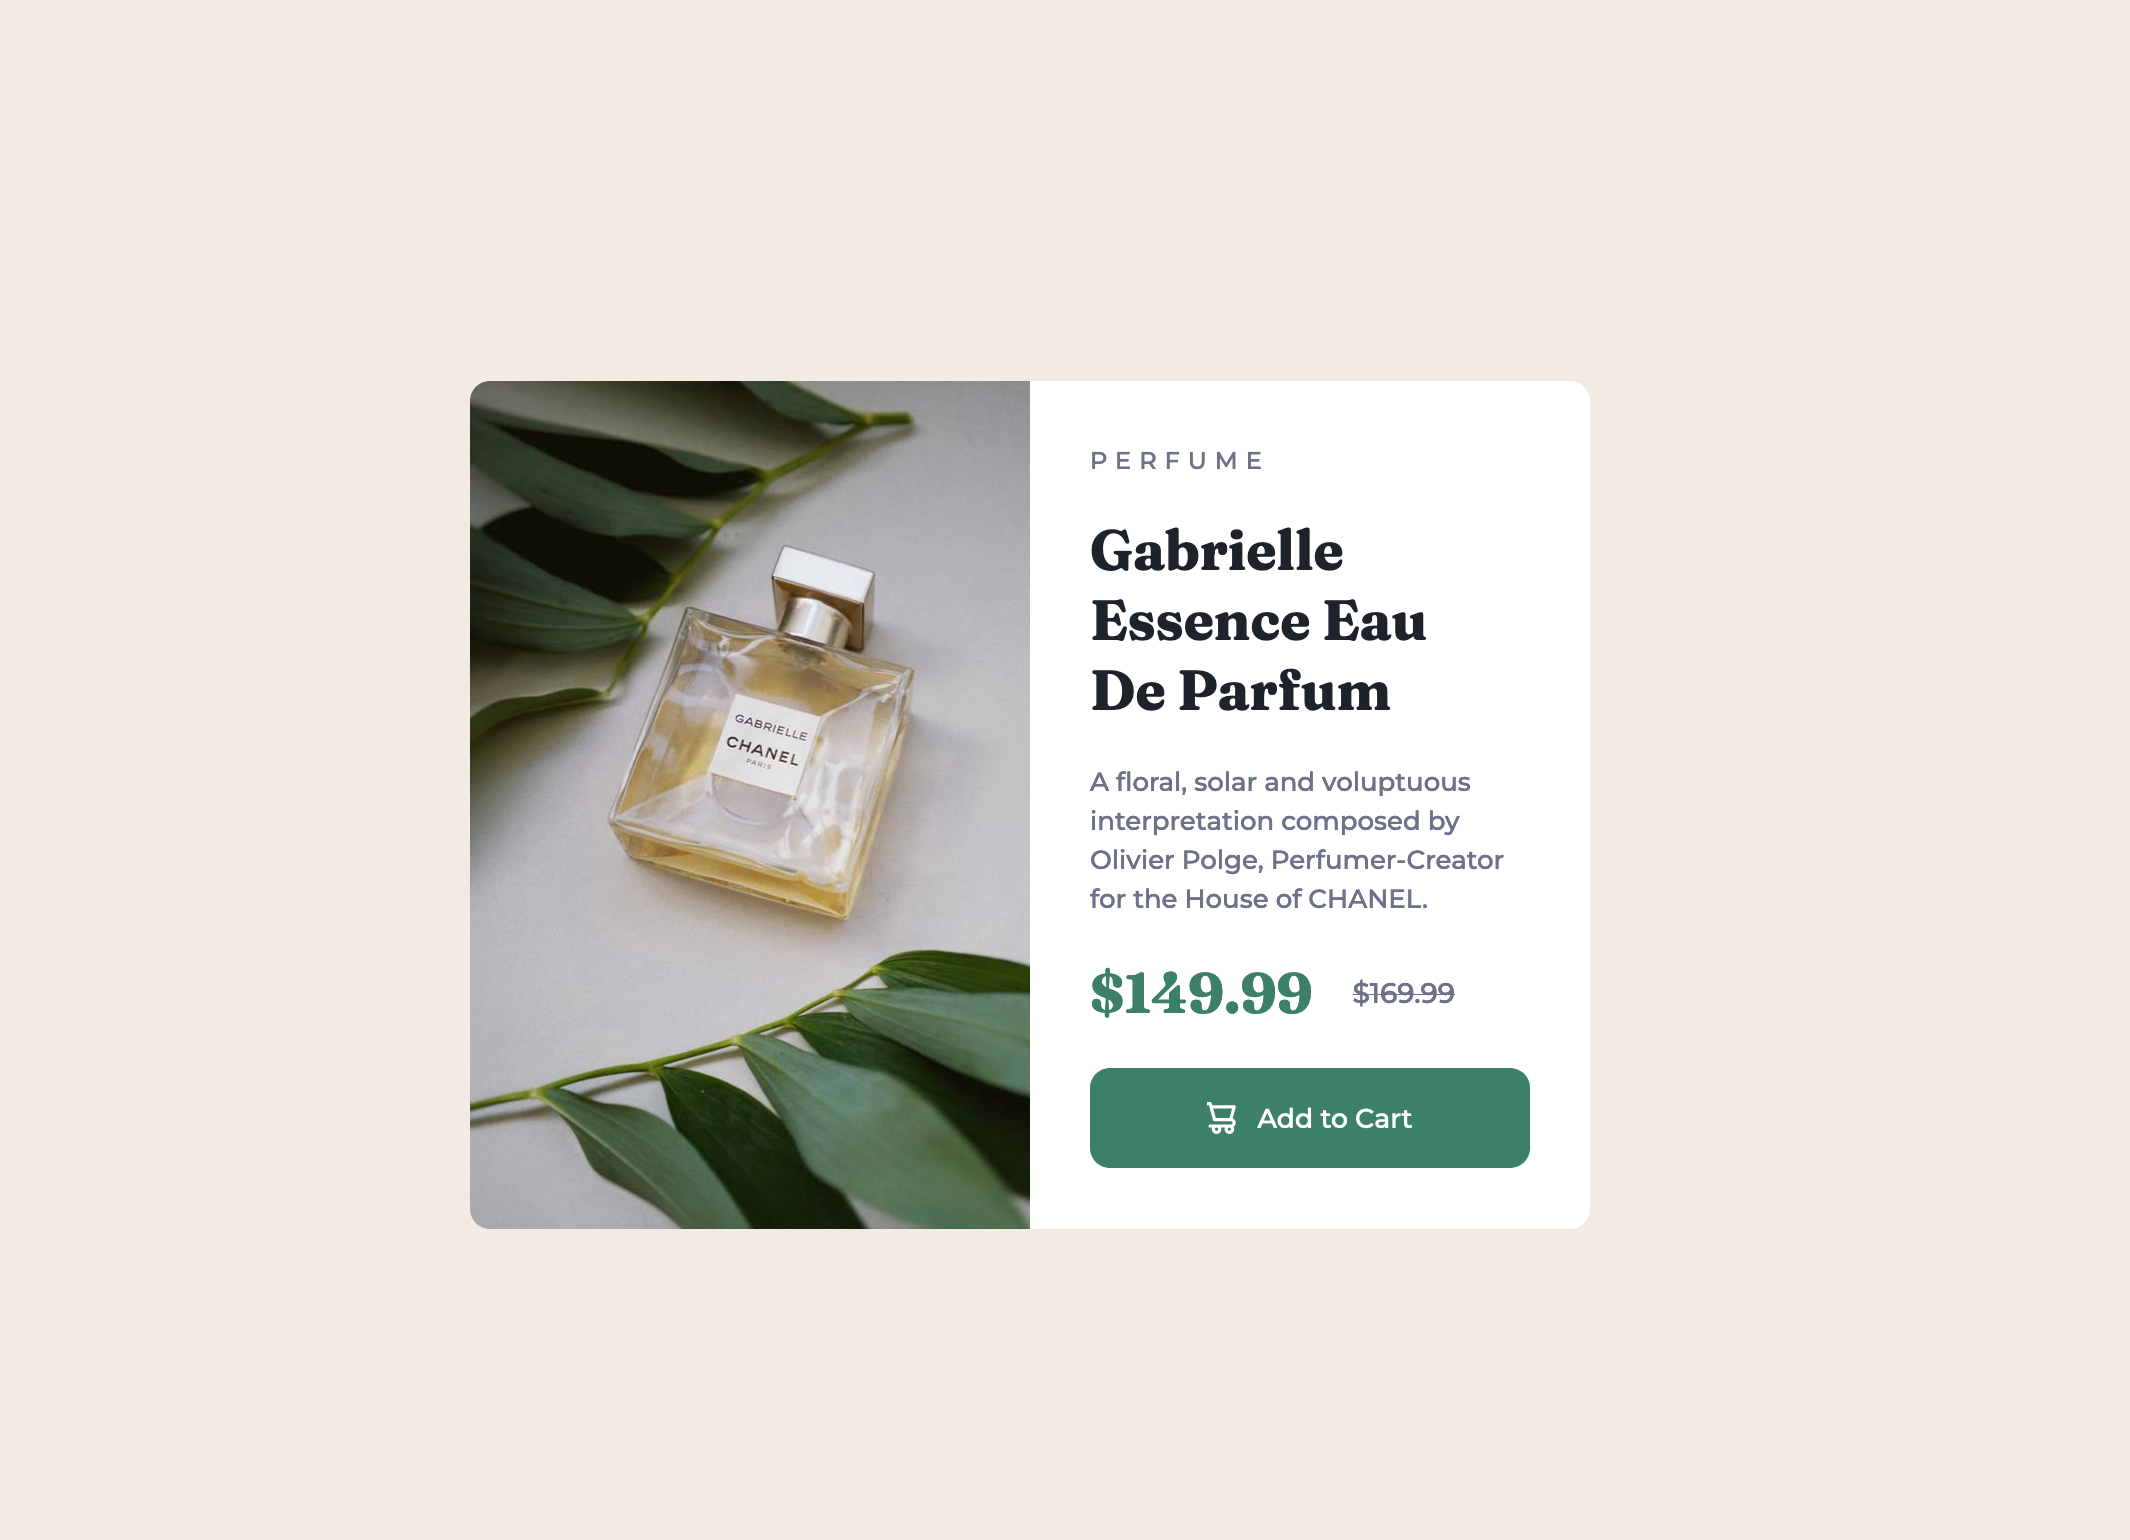 GABRIELLE
CHANEL
PARIS
PERFUME
Gabrielle
Essence Eau
De Parfum
A floral, solar and voluptuous
interpretation composed by
Olivier Polge, Perfumer-Creator
for the House of CHANEL.
$149.99 $169.99
Add to Cart